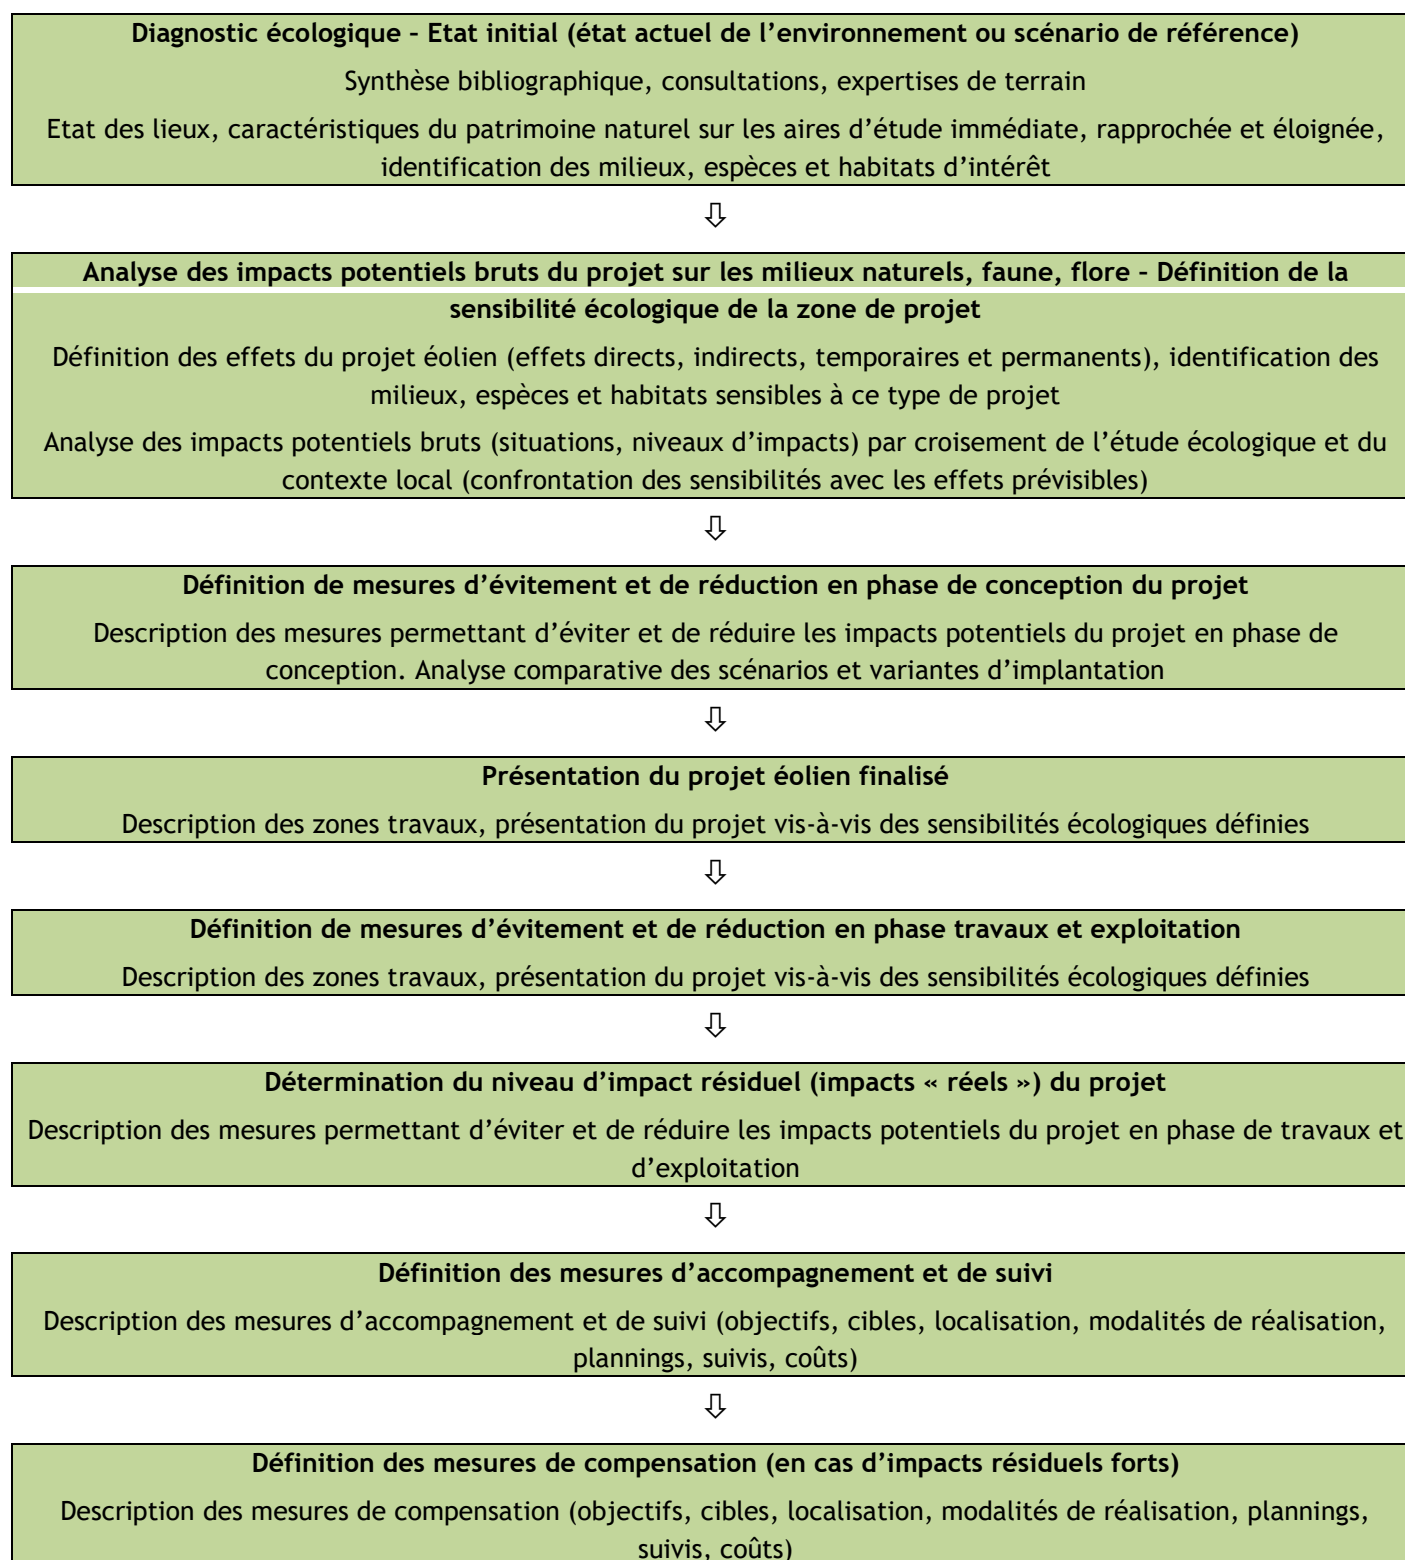 Diagnostic écologique – Etat initial (état actuel de l’environnement ou scénario de référence)
Synthèse bibliographique, consultations, expertises de terrain
Etat des lieux, caractéristiques du patrimoine naturel sur les aires d’étude immédiate, rapprochée et éloignée,
identification des milieux, espèces et habitats d’intérêt
⇩
Analyse des impacts potentiels bruts du projet sur les milieux naturels, faune, flore – Définition de la
sensibilité écologique de la zone de projet
Définition des effets du projet éolien (effets directs, indirects, temporaires et permanents), identification des
milieux, espèces et habitats sensibles à ce type de projet
Analyse des impacts potentiels bruts (situations, niveaux d’impacts) par croisement de l’étude écologique et du
contexte local (confrontation des sensibilités avec les effets prévisibles)
⇩
Définition de mesures d’évitement et de réduction en phase de conception du projet
Description des mesures permettant d’éviter et de réduire les impacts potentiels du projet en phase de
conception. Analyse comparative des scénarios et variantes d’implantation
⇩
Présentation du projet éolien finalisé
Description des zones travaux, présentation du projet vis-à-vis des sensibilités écologiques définies
⇩
Définition de mesures d’évitement et de réduction en phase travaux et exploitation
Description des zones travaux, présentation du projet vis-à-vis des sensibilités écologiques définies
⇩
Détermination du niveau d’impact résiduel (impacts « réels ») du projet
Description des mesures permettant d’éviter et de réduire les impacts potentiels du projet en phase de travaux et
d’exploitation
⇩
Définition des mesures d’accompagnement et de suivi
Description des mesures d’accompagnement et de suivi (objectifs, cibles, localisation, modalités de réalisation,
plannings, suivis, coûts)
⇩
Définition des mesures de compensation (en cas d’impacts résiduels forts)
Description des mesures de compensation (objectifs, cibles, localisation, modalités de réalisation, plannings,
suivis, coûts)